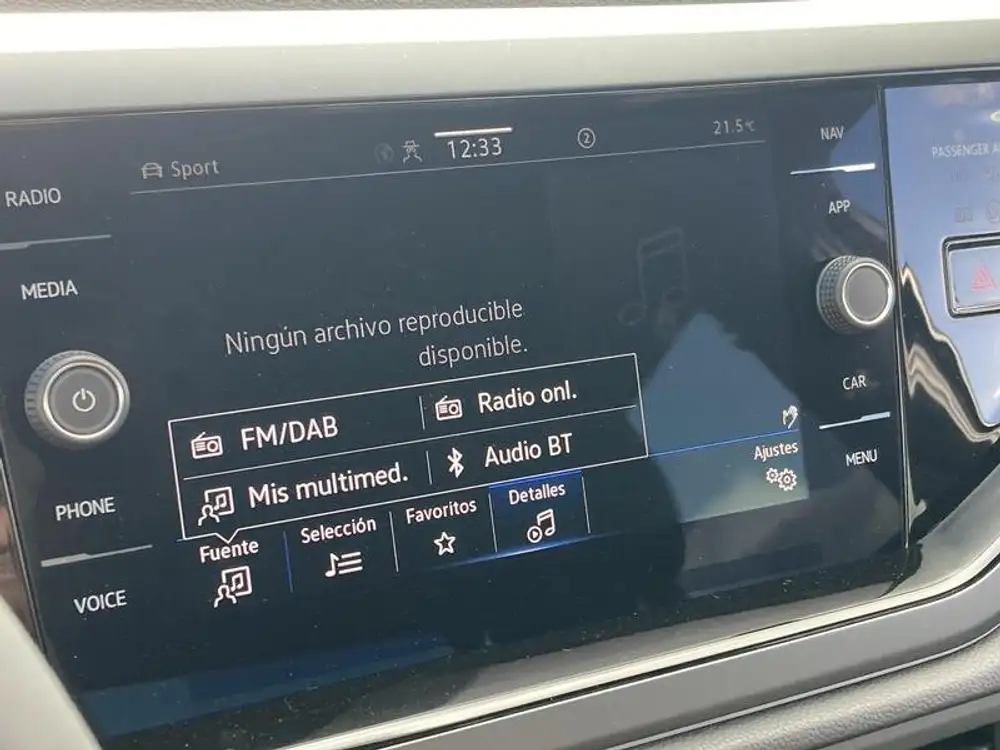 Sport
12:33
2
21.5°C
NAV
PASSENGER
RADIO
APP
MEDIA
Ningún archivo reproducible
disponible.
FM/DAB
Radio onl.
CAR
Mis multimed.
Audio BT
Ajustes
MENU
PHONE
Fuente
Selección
Favoritos
Detalles
VOICE